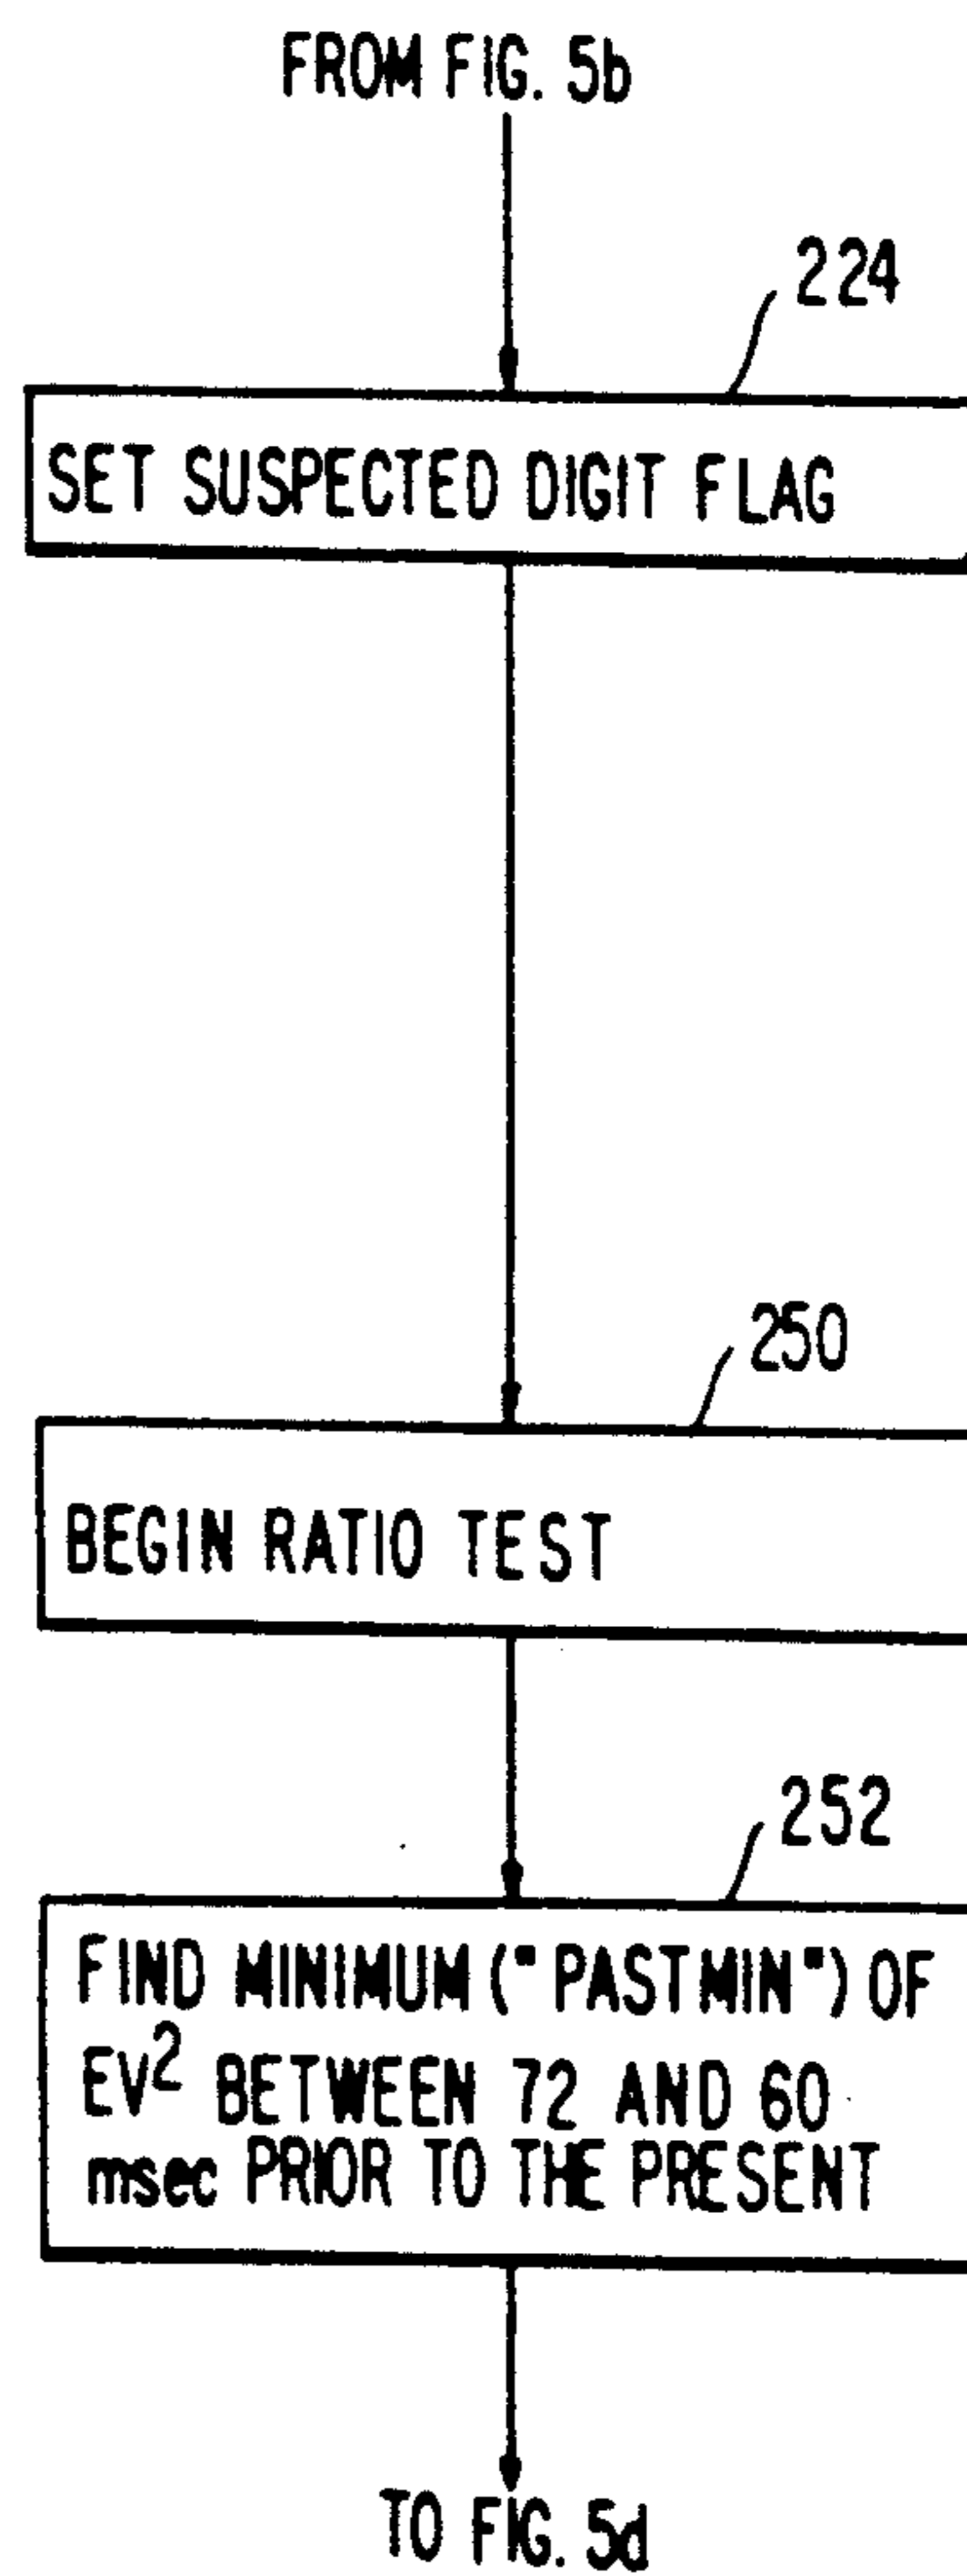 FROM FIG. 5b
224
SET SUSPECTED DIGIT FLAG
250
BEGIN RATIO TEST
252
FIND MINIMUM ("PASTMIN") OF
EV² BETWEEN 72 AND 60
msec PRIOR TO THE PRESENT
TO FIG. 5d